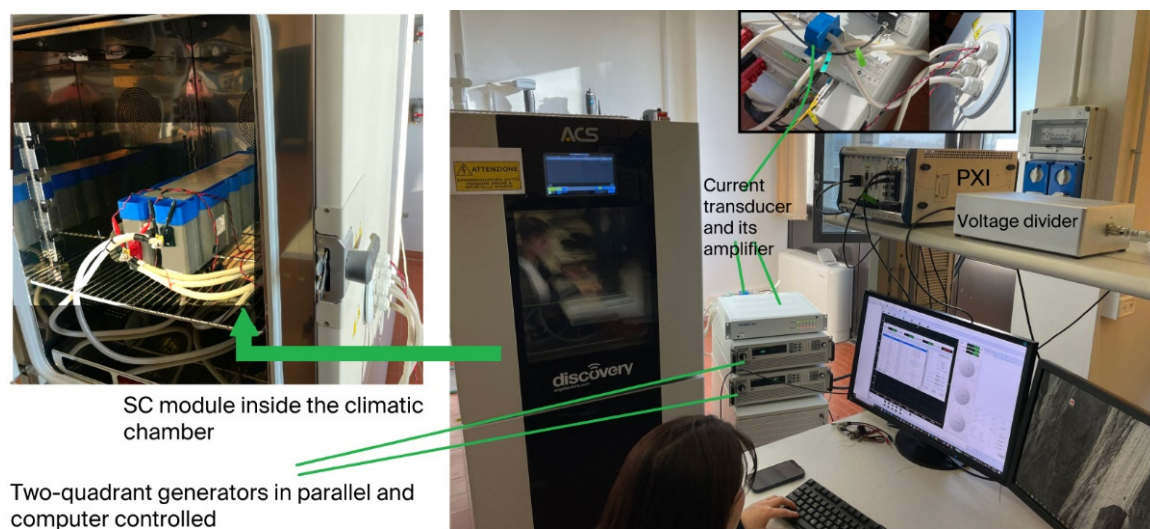 ACS
ATTENZIONE
discovery
Current
transducer
and its
amplifier
PXI
Voltage divider
SC module inside the climatic
chamber
Two-quadrant generators in parallel and
computer controlled